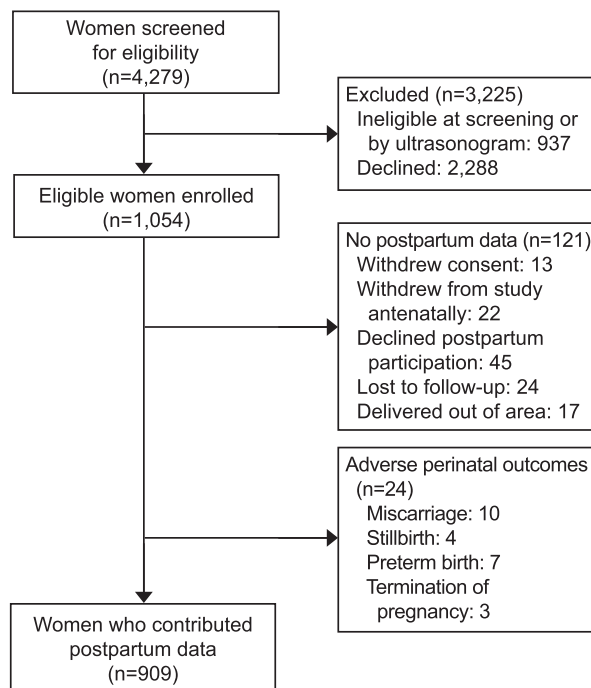 Women screened
for eligibility
(n=4,279)
Excluded (n=3,225)
Ineligible at screening or
by ultrasonogram: 937
Declined: 2,288
Eligible women enrolled
(n=1,054)
No postpartum data (n=121)
Withdrew consent: 13
Withdrew from study
antenatally: 22
Declined postpartum
participation: 45
Lost to follow-up: 24
Delivered out of area: 17
Adverse perinatal outcomes
(n=24)
Miscarriage: 10
Stillbirth: 4
Preterm birth: 7
Termination of
pregnancy: 3
Women who contributed
postpartum data
(n=909)